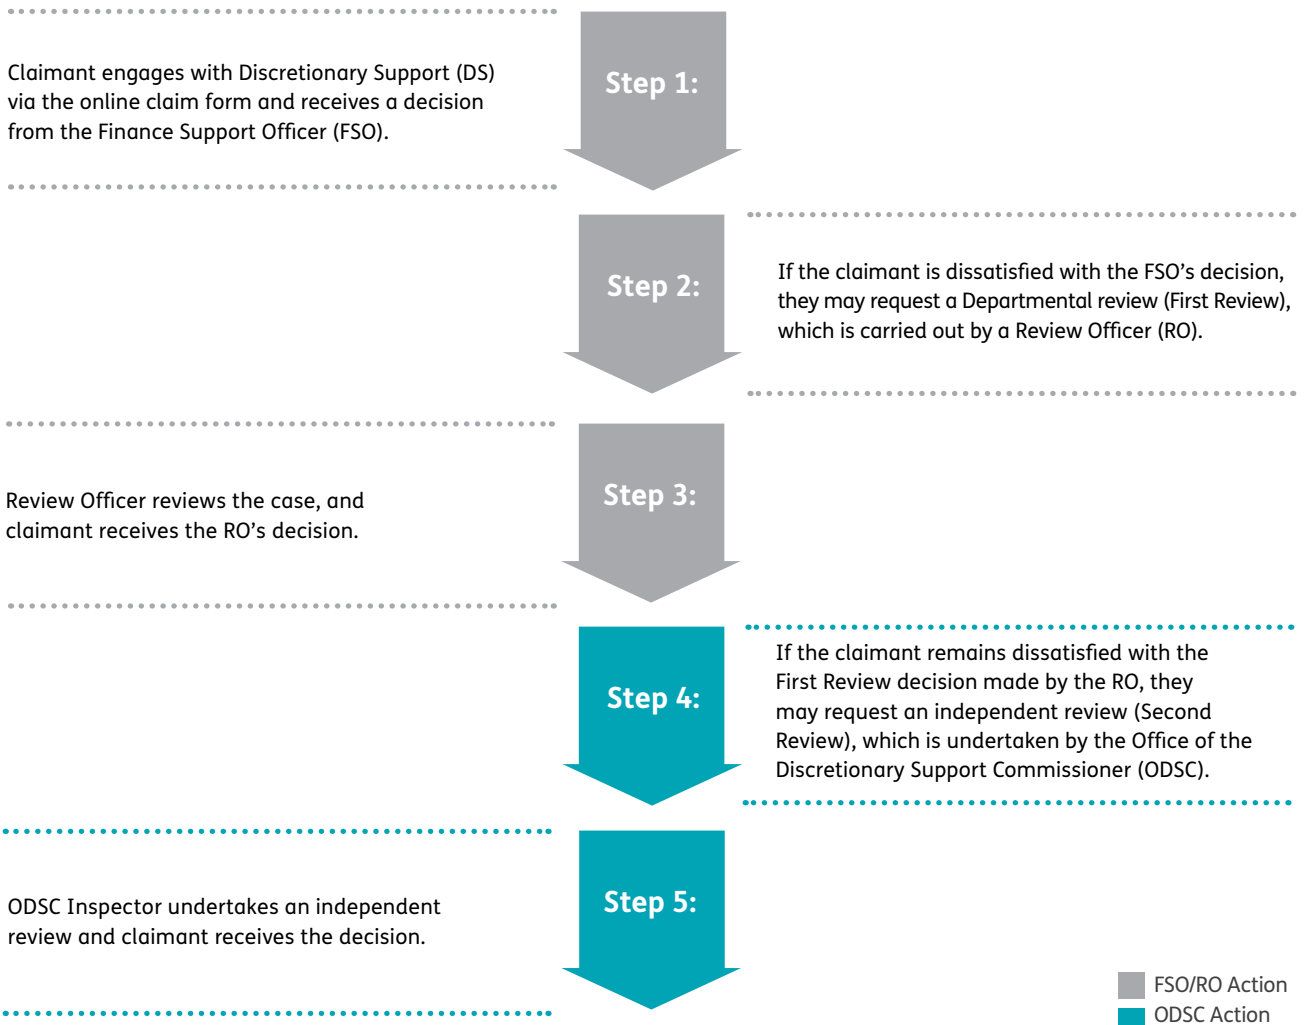 Claimant engages with Discretionary Support (DS)
via the online claim form and receives a decision
from the Finance Support Officer (FSO).
Step 1:
Step 2:
If the claimant is dissatisfied with the FSO’s decision,
they may request a Departmental review (First Review),
which is carried out by a Review Officer (RO).
Review Officer reviews the case, and
claimant receives the RO’s decision.
Step 3:
Step 4:
If the claimant remains dissatisfied with the
First Review decision made by the RO, they
may request an independent review (Second
Review), which is undertaken by the Office of the
Discretionary Support Commissioner (ODSC).
ODSC Inspector undertakes an independent
review and claimant receives the decision.
Step 5:
FSO/RO Action
ODSC Action